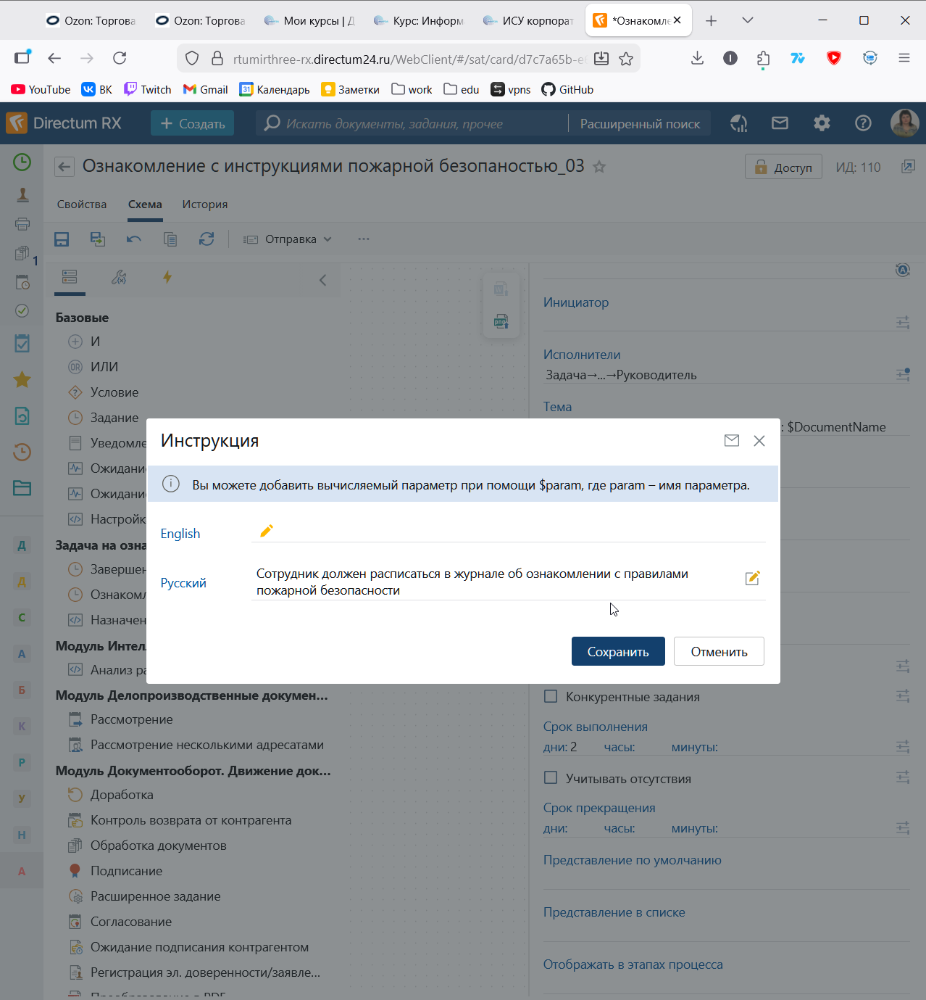 Ozon: Торгова
Ozon: Торгова
Мои курсы | Д
Курс: Информ
ИСУ корпорат
*Ознакомле
rtumirthree-rx.directum24.ru/WebClient/#/sat/card/d7c7a65b-e
YouTube ВК Twitch Gmail Календарь Заметки work edu vpns GitHub
Directum RX
Создать
Искать документы, задания, прочее
Расширенный поиск
Ознакомление с инструкциями пожарной безопаностью_03
Доступ
ИД: 110
Свойства Схема История
Отправка
1
Базовые
И
ИЛИ
Условие
Задание
Уведомле
Ожидани
Ожидани
Настройк
Задача на озна
Завершен
Ознакомл
Назначен
Модуль Интел
Анализ ра
Модуль Делопроизводственные докумен...
Рассмотрение
Рассмотрение несколькими адресатами
Модуль Документооборот. Движение док...
Доработка
Контроль возврата от контрагента
Обработка документов
Подписание
Расширенное задание
Согласование
Ожидание подписания контрагентом
Регистрация эл. доверенности/заявле...
Д
Д
С
А
Б
К
Р
У
Н
А
Инициатор
Исполнители
Задача→...→Руководитель
Тема
: $DocumentName
Инструкция
Вы можете добавить вычисляемый параметр при помощи $param, где param – имя параметра.
English
Русский
Сотрудник должен расписаться в журнале об ознакомлении с правилами
пожарной безопасности
Сохранить
Отменить
Конкурентные задания
Срок выполнения
дни: 2 часы: минуты:
Учитывать отсутствия
Срок прекращения
дни: часы: минуты:
Представление по умолчанию
Представление в списке
Отображать в этапах процесса